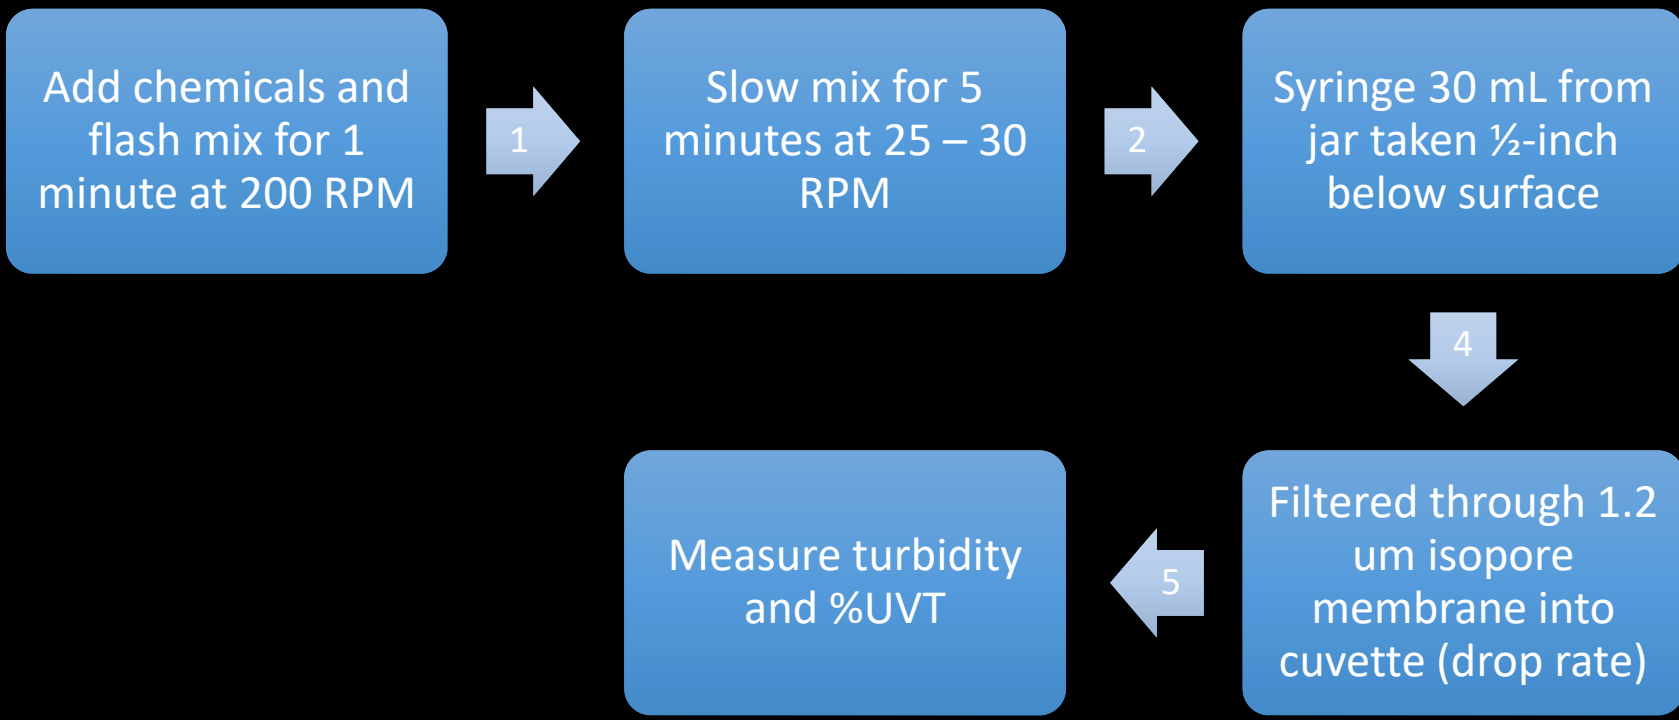 Add chemicals and
flash mix for 1
minute at 200 RPM
1
Slow mix for 5
minutes at 25 – 30
RPM
2
Syringe 30 mL from
jar taken ½-inch
below surface
4
Filtered through 1.2
um isopore
membrane into
cuvette (drop rate)
5
Measure turbidity
and %UVT